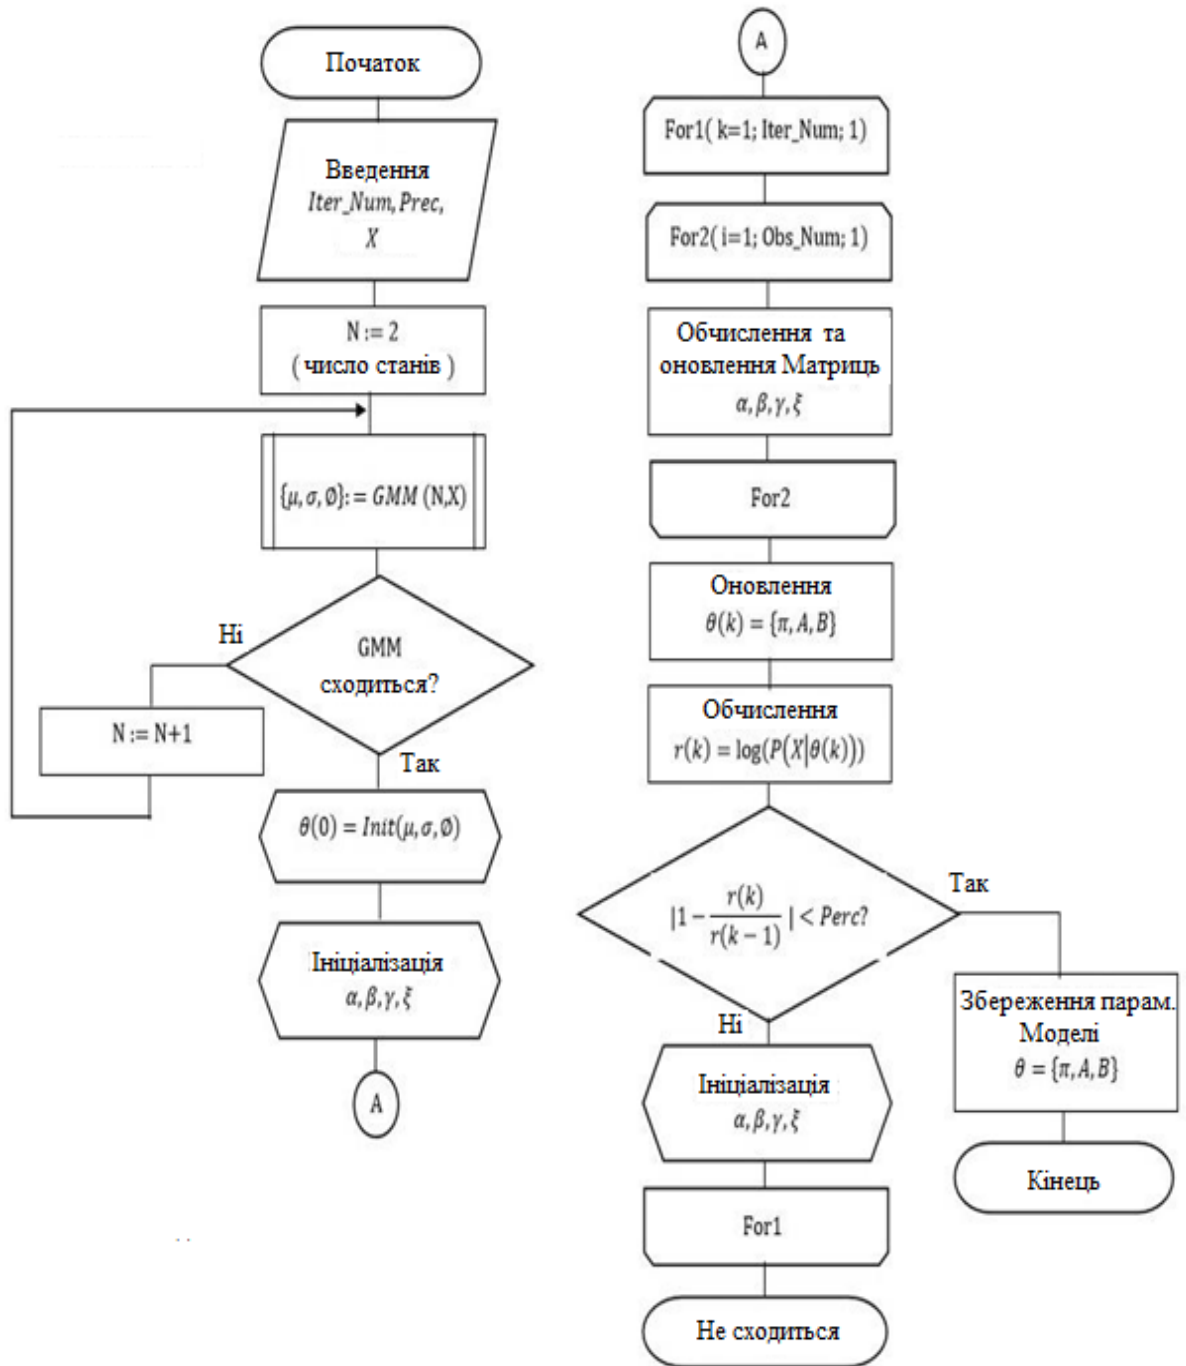 Початок
Введення
Iter_Num, Prec,
X
N := 2
( число станів )
{μ, σ, Ø}: = GMM (N,X)
Ні
GMM
сходиться?
N := N+1
Так
θ(0) = Init(μ, σ, Ø)
Ініціалізація
α, β, γ, ξ
A
A
For1( k=1; Iter_Num; 1)
For2( i=1; Obs_Num; 1)
Обчислення та
оновлення Матриць
α, β, γ, ξ
For2
Оновлення
θ(k) = {π, A, B}
Обчислення
r(k) = log(P(X|θ(k)))
|1 − r(k)/r(k − 1) | < Perc?
Так
Ні
Збереження парам.
Моделі
θ = {π, A, B}
Кінець
Ініціалізація
α, β, γ, ξ
For1
Не сходиться